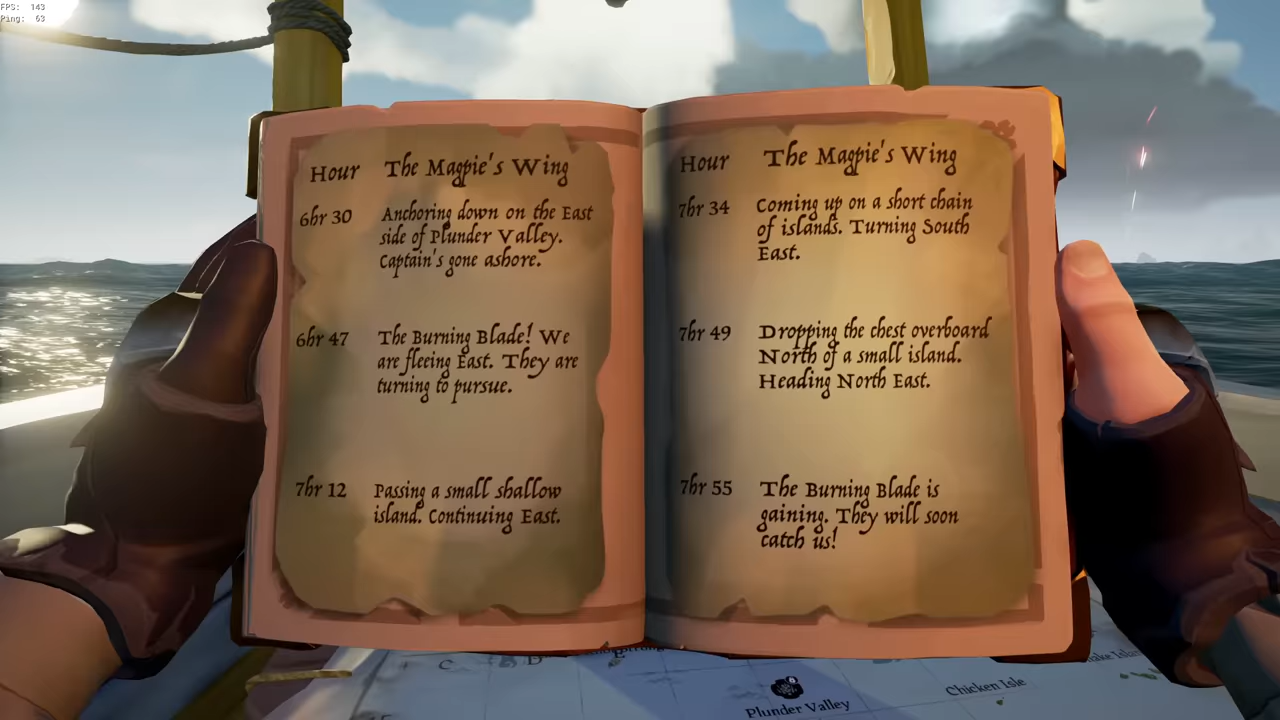 FPS: 143
Ping: 63
Hour The Magpie's Wing
6hr 30 Anchoring down on the East
side of Plunder Valley.
Captain's gone ashore.
6hr 47 The Burning Blade! We
are fleeing East. They are
turning to pursue.
7hr 12 Passing a small shallow
island. Continuing East.
Hour The Magpie's Wing
7hr 34 Coming up on a short chain
of islands. Turning South
East.
7hr 49 Dropping the chest overboard
North of a small island.
Heading North East.
7hr 55 The Burning Blade is
gaining. They will soon
catch us!
C D
Chicken Isle
Plunder Valley